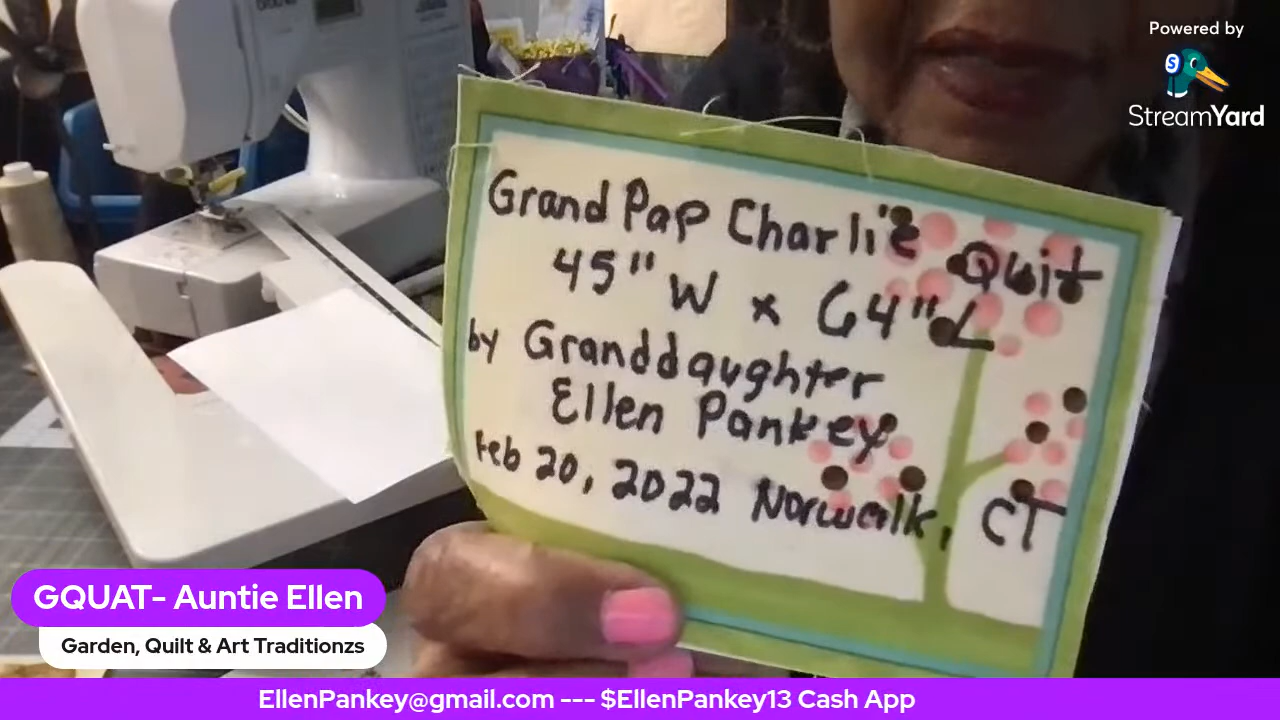 Powered by
StreamYard
Grand Pap Charlie Quit
45" W x 64" L
by Granddaughter
Ellen Pankey
Feb 20, 2022 Norwalk, CT
GQUAT- Auntie Ellen
Garden, Quilt & Art Traditionzs
EllenPankey@gmail.com --- $EllenPankey13 Cash App